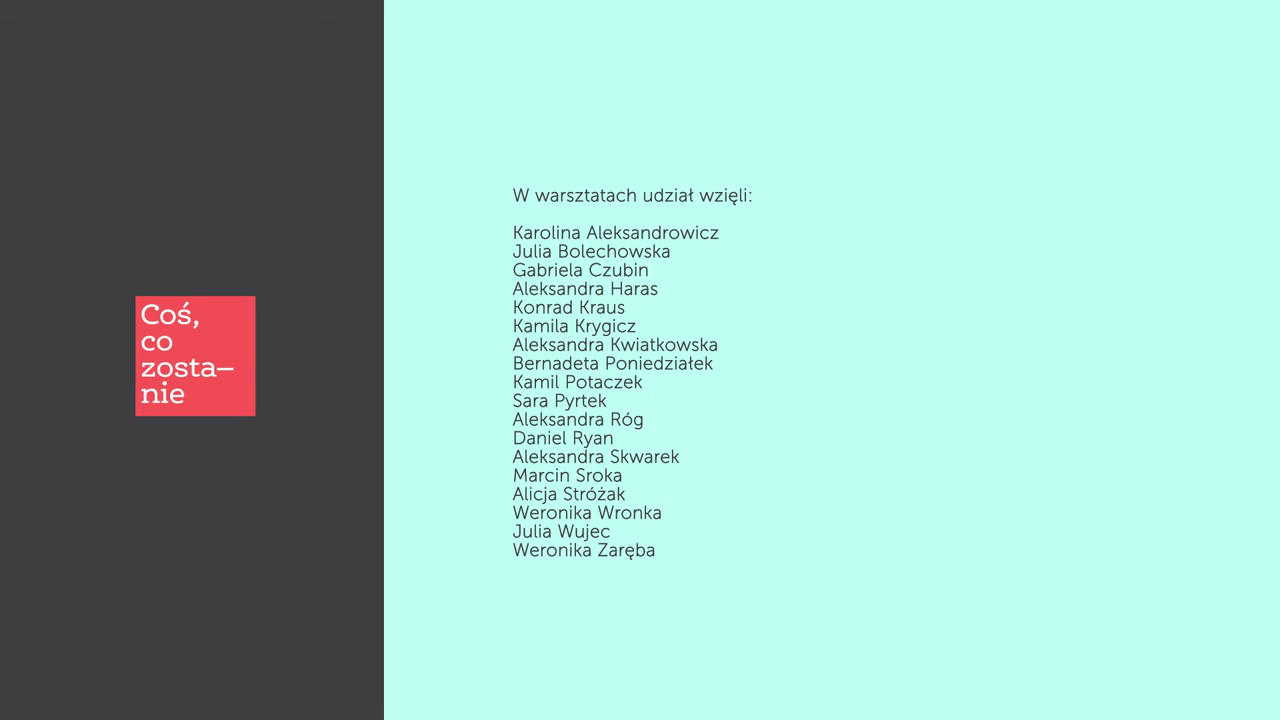 Coś,
co
zosta–
nie
W warsztatach udział wzięli:
Karolina Aleksandrowicz
Julia Bolechowska
Gabriela Czubin
Aleksandra Haras
Konrad Kraus
Kamila Krygicz
Aleksandra Kwiatkowska
Bernadeta Poniedziałek
Kamil Potaczek
Sara Pyrtek
Aleksandra Róg
Daniel Ryan
Aleksandra Skwarek
Marcin Sroka
Alicja Stróżak
Weronika Wronka
Julia Wujec
Weronika Zaręba